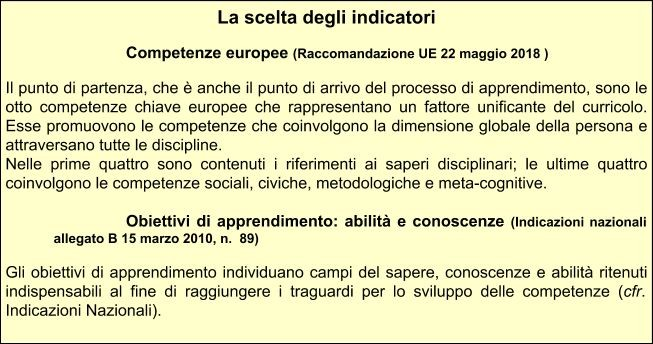 La scelta degli indicatori
Competenze europee (Raccomandazione UE 22 maggio 2018 )
Il punto di partenza, che è anche il punto di arrivo del processo di apprendimento, sono le
otto competenze chiave europee che rappresentano un fattore unificante del curricolo.
Esse promuovono le competenze che coinvolgono la dimensione globale della persona e
attraversano tutte le discipline.
Nelle prime quattro sono contenuti i riferimenti ai saperi disciplinari; le ultime quattro
coinvolgono le competenze sociali, civiche, metodologiche e meta-cognitive.
Obiettivi di apprendimento: abilità e conoscenze (Indicazioni nazionali
allegato B 15 marzo 2010, n. 89)
Gli obiettivi di apprendimento individuano campi del sapere, conoscenze e abilità ritenuti
indispensabili al fine di raggiungere i traguardi per lo sviluppo delle competenze (cfr.
Indicazioni Nazionali).